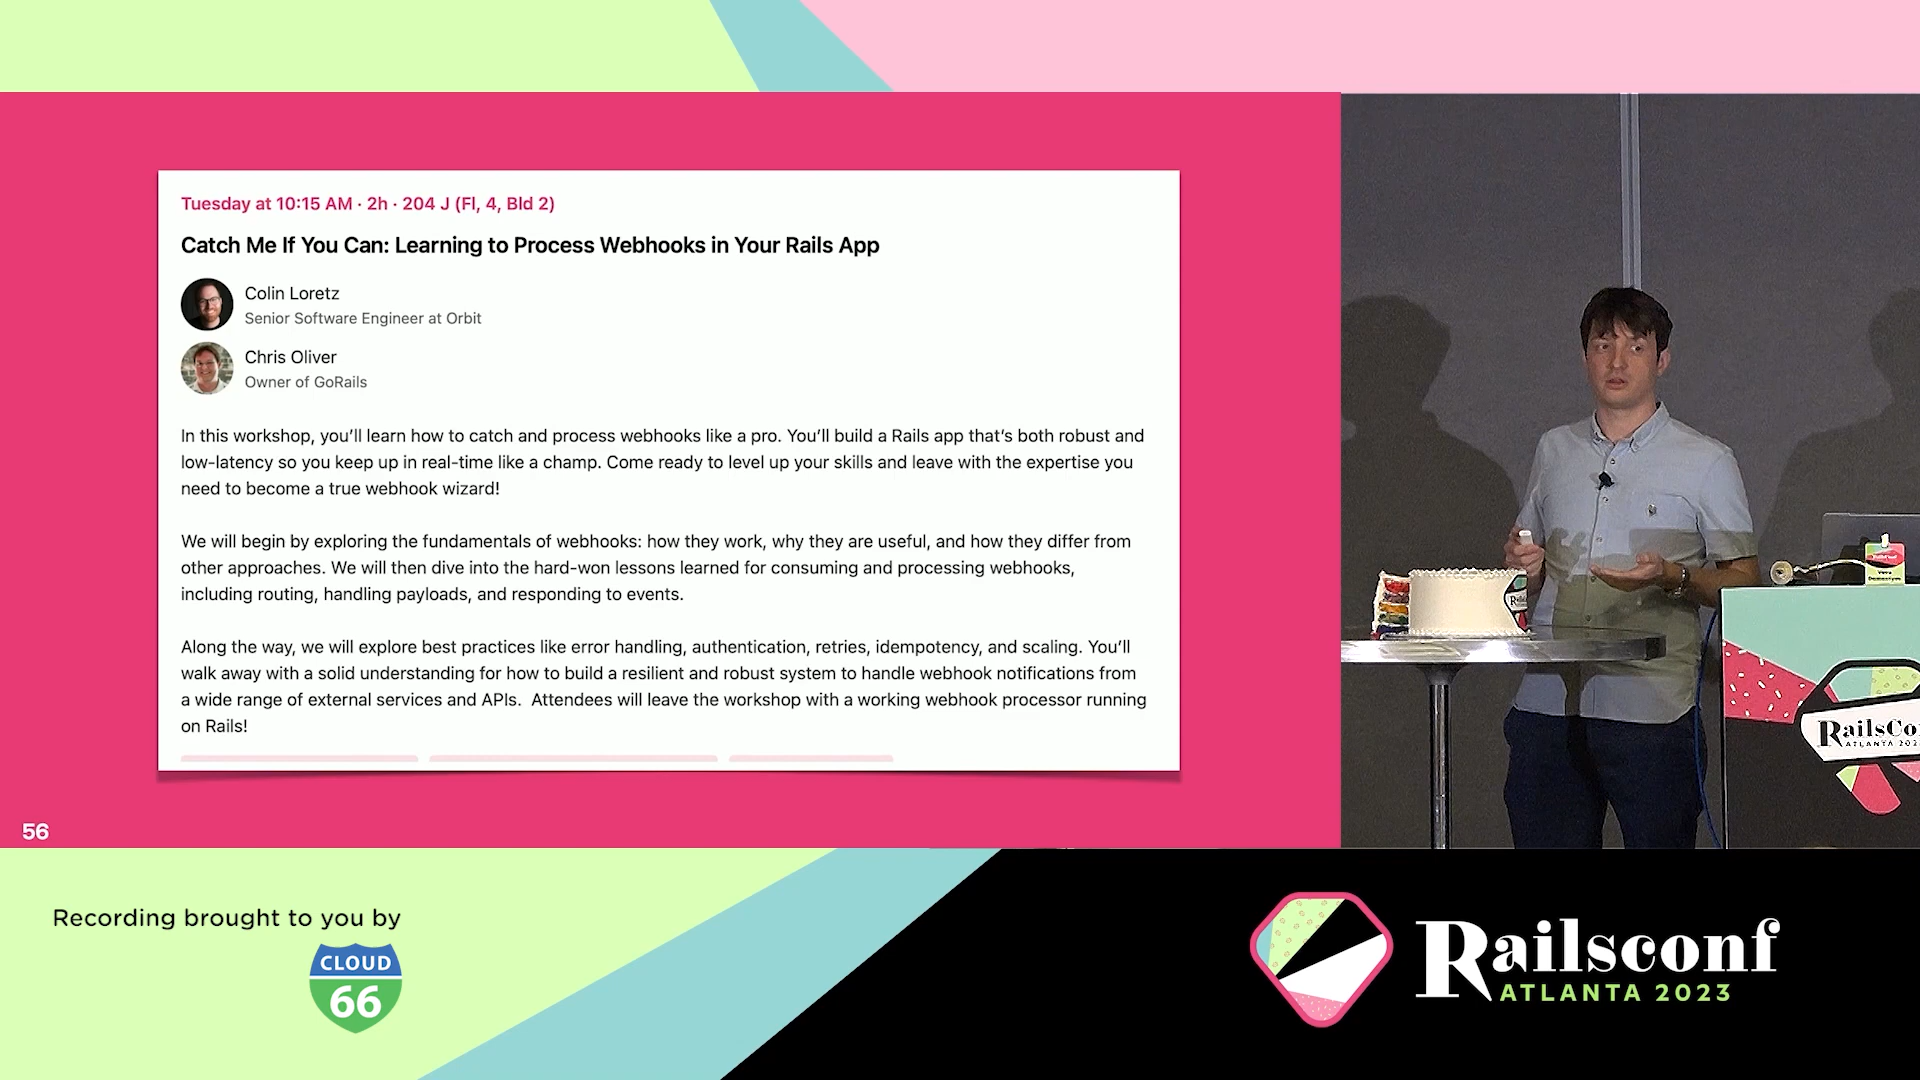 Tuesday at 10:15 AM · 2h · 204 J (Fl, 4, Bld 2)
Catch Me If You Can: Learning to Process Webhooks in Your Rails App
Colin Loretz
Senior Software Engineer at Orbit
Chris Oliver
Owner of GoRails
In this workshop, you'll learn how to catch and process webhooks like a pro. You'll build a Rails app that's both robust and
low-latency so you keep up in real-time like a champ. Come ready to level up your skills and leave with the expertise you
need to become a true webhook wizard!
We will begin by exploring the fundamentals of webhooks: how they work, why they are useful, and how they differ from
other approaches. We will then dive into the hard-won lessons learned for consuming and processing webhooks,
including routing, handling payloads, and responding to events.
Along the way, we will explore best practices like error handling, authentication, retries, idempotency, and scaling. You'll
walk away with a solid understanding for how to build a resilient and robust system to handle webhook notifications from
a wide range of external services and APIs.  Attendees will leave the workshop with a working webhook processor running
on Rails!
56
RailsCo
ATLANTA 202
Recording brought to you by
CLOUD
66
Railsconf
ATLANTA 2023